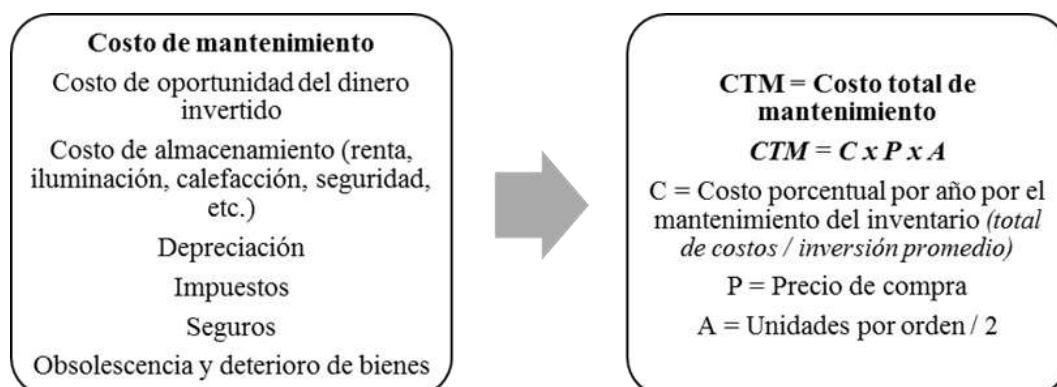 Costo de mantenimiento
Costo de oportunidad del dinero
invertido
Costo de almacenamiento (renta,
iluminación, calefacción, seguridad,
etc.)
Depreciación
Impuestos
Seguros
Obsolescencia y deterioro de bienes
CTM = Costo total de
mantenimiento
CTM = C x P x A
C = Costo porcentual por año por el
mantenimiento del inventario (total
de costos / inversión promedio)
P = Precio de compra
A = Unidades por orden / 2